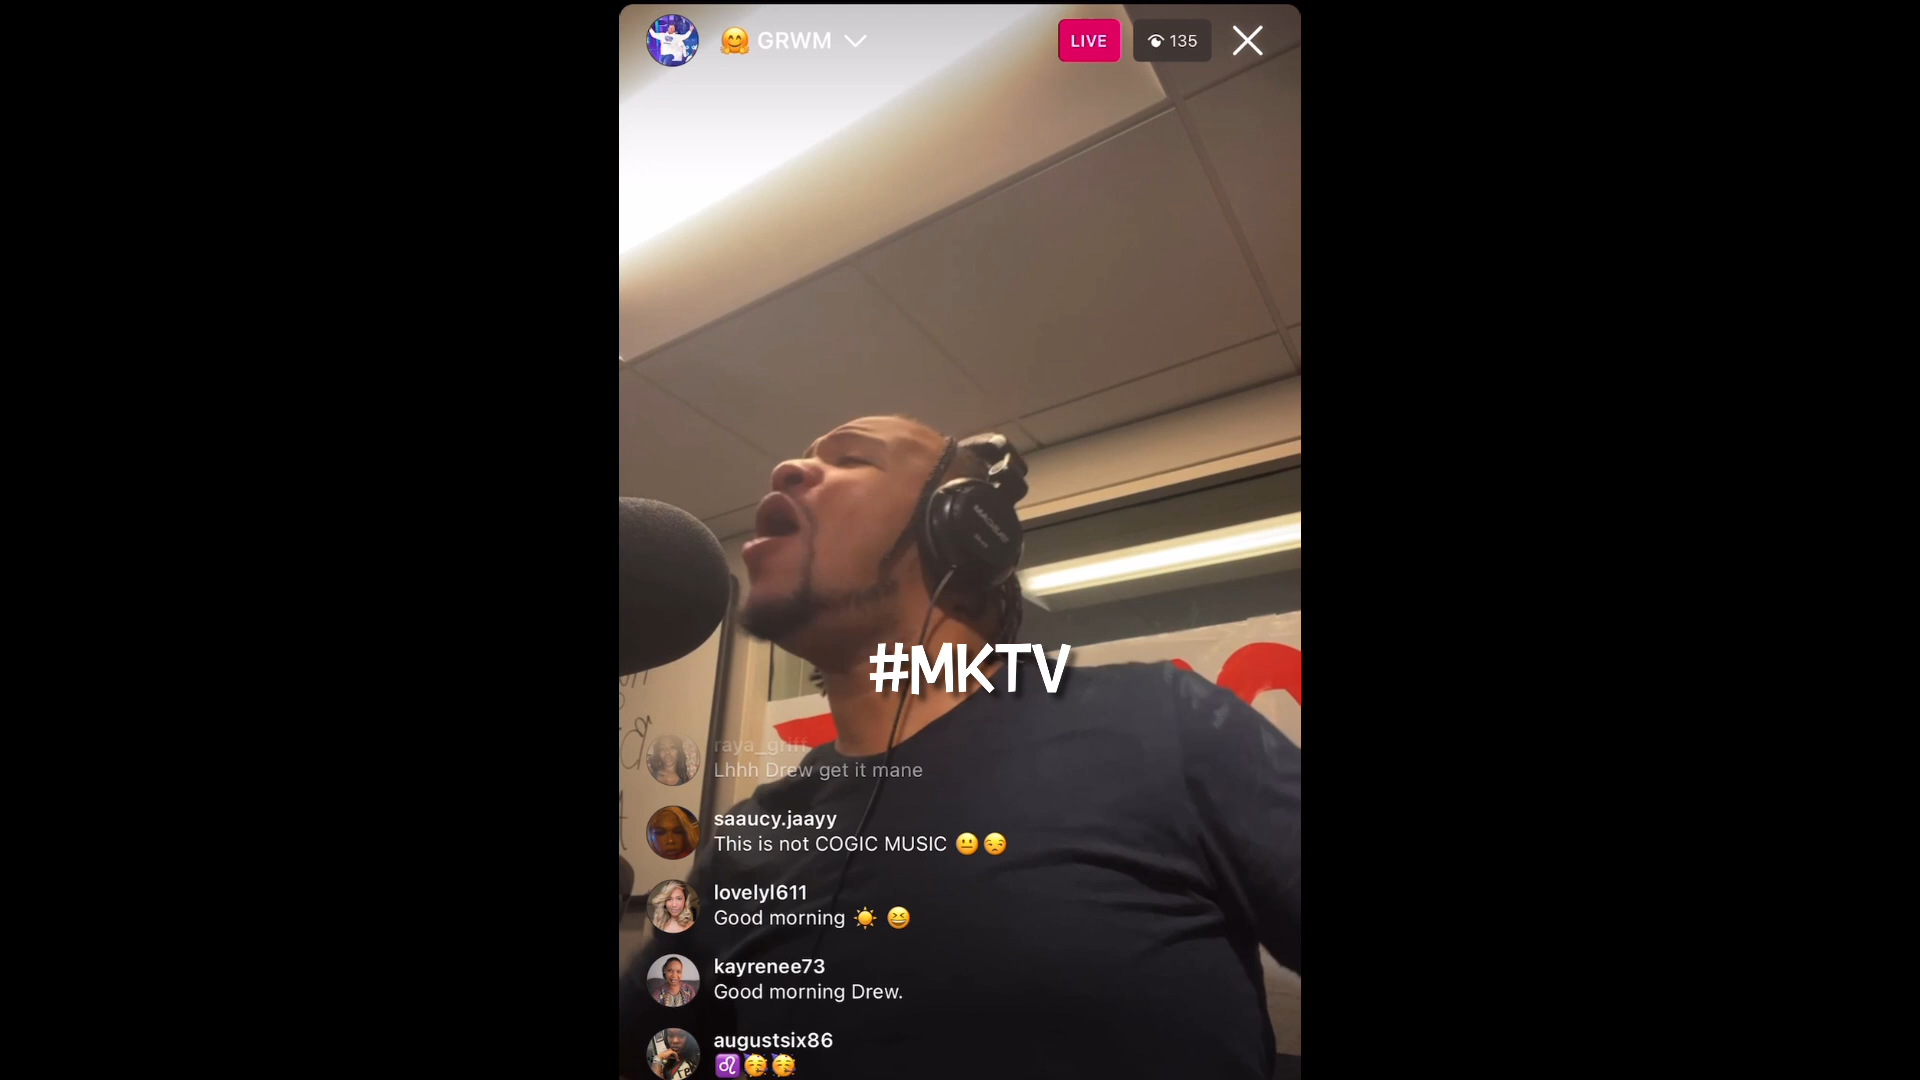 🤗 GRWM
LIVE
135
#MKTV
raya_griff
Lhhh Drew get it mane
saaucy.jaayy
This is not COGIC MUSIC 😐😒
lovelyl611
Good morning ☀️ 😆
kayrenee73
Good morning Drew.
augustsix86
♌🥳🥳